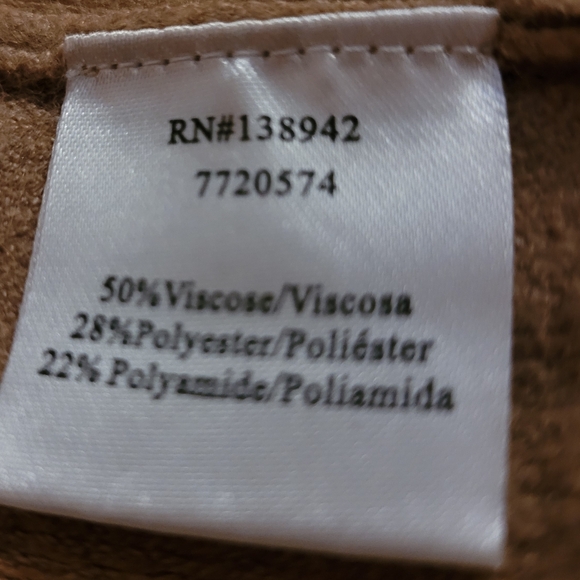 RN#138942
7720574
50%Viscose/Viscosa
28%Polyester/Poliéster
22% Polyamide/Poliamida